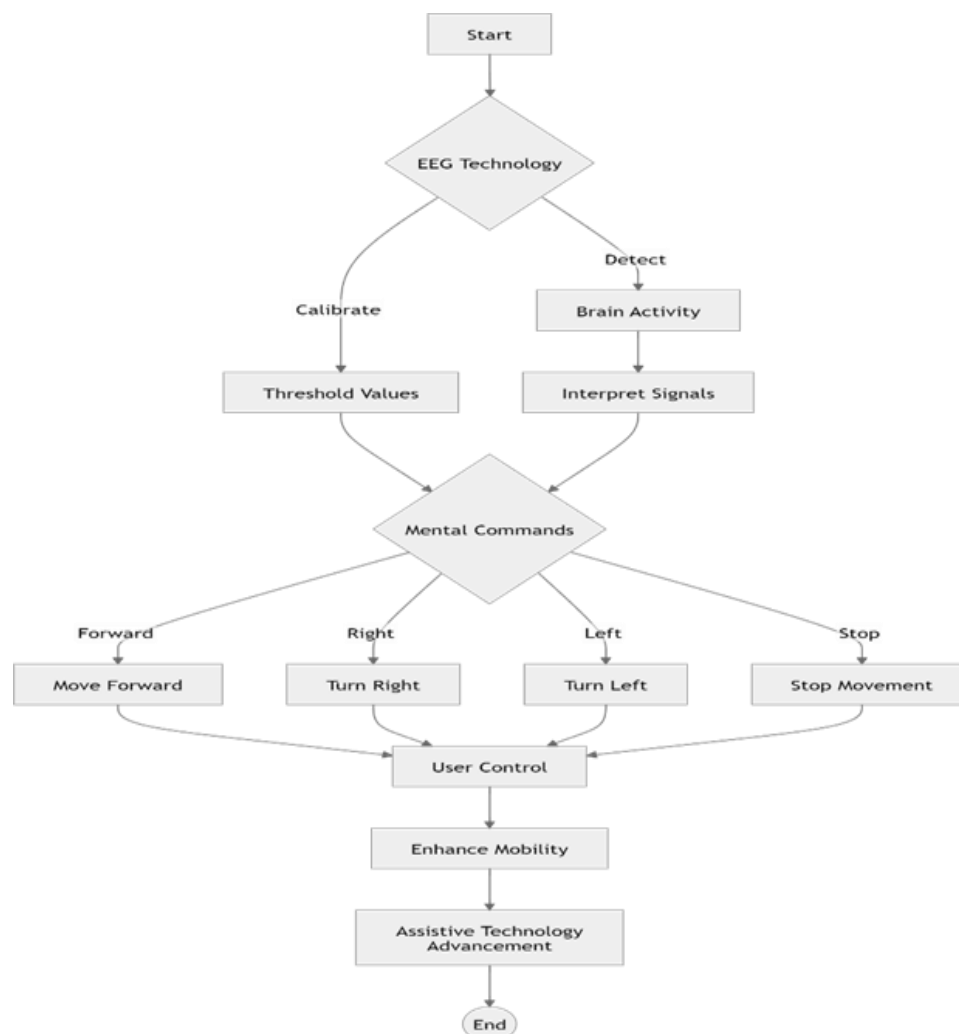 Start
EEG Technology
Detect
Calibrate
Brain Activity
Threshold Values
Interpret Signals
Mental Commands
Forward
Right
Left
Stop
Move Forward
Turn Right
Turn Left
Stop Movement
User Control
Enhance Mobility
Assistive Technology
Advancement
End